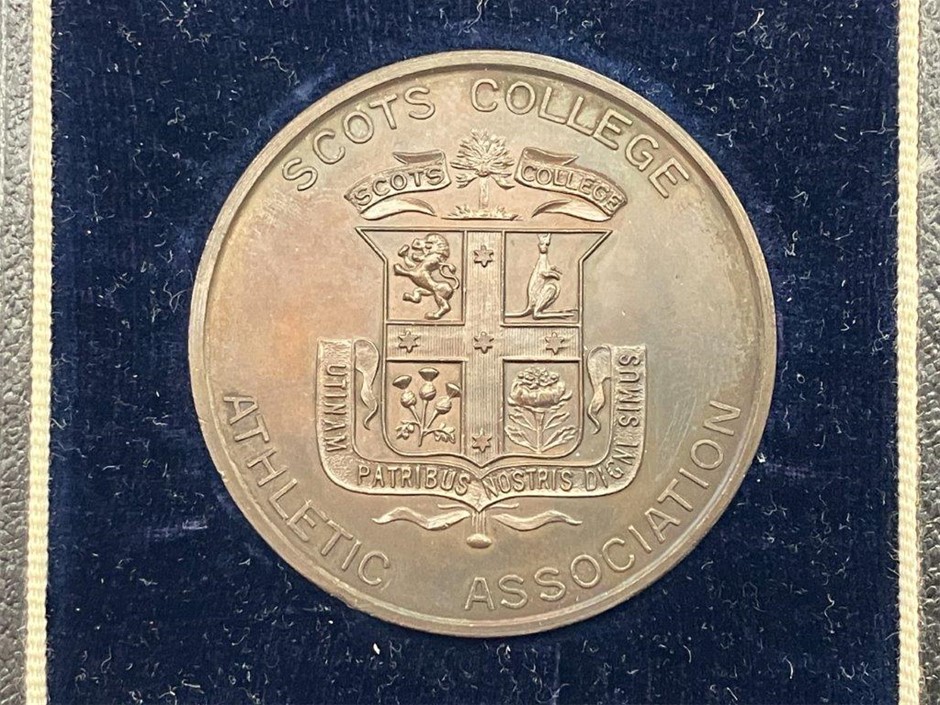 SCOTS COLLEGE
SCOTS COLLEGE
UTINAM PATRIBUS NOSTRIS DIGNI SIMUS
ATHLETIC ASSOCIATION